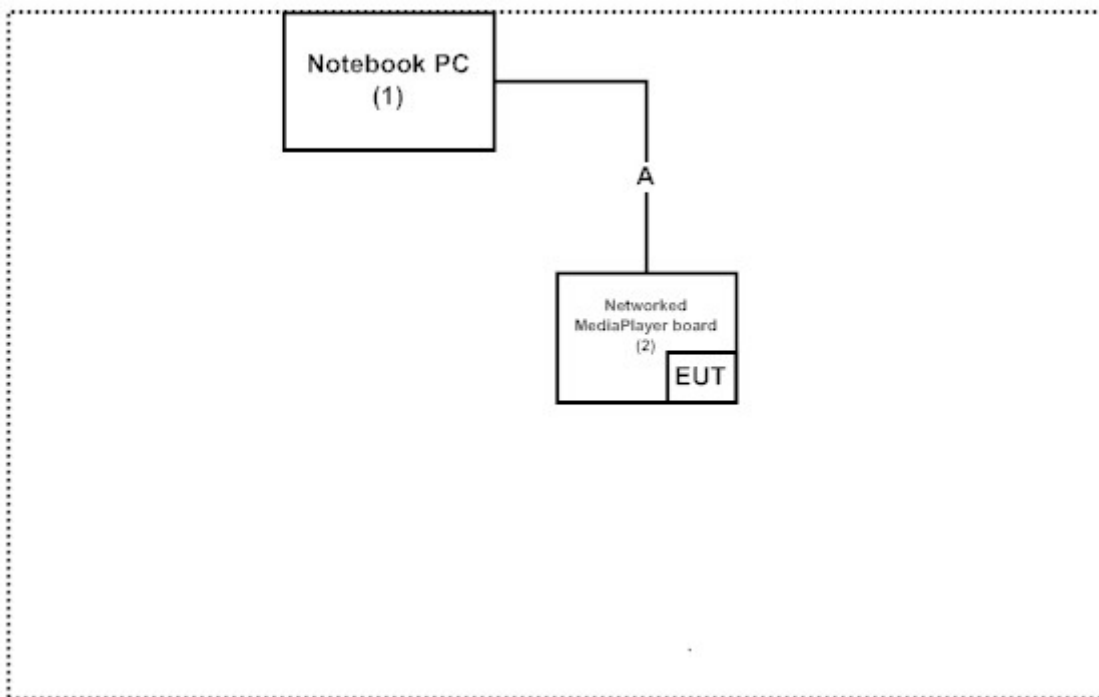 Notebook PC
(1)
A
Networked
MediaPlayer board
(2)
EUT